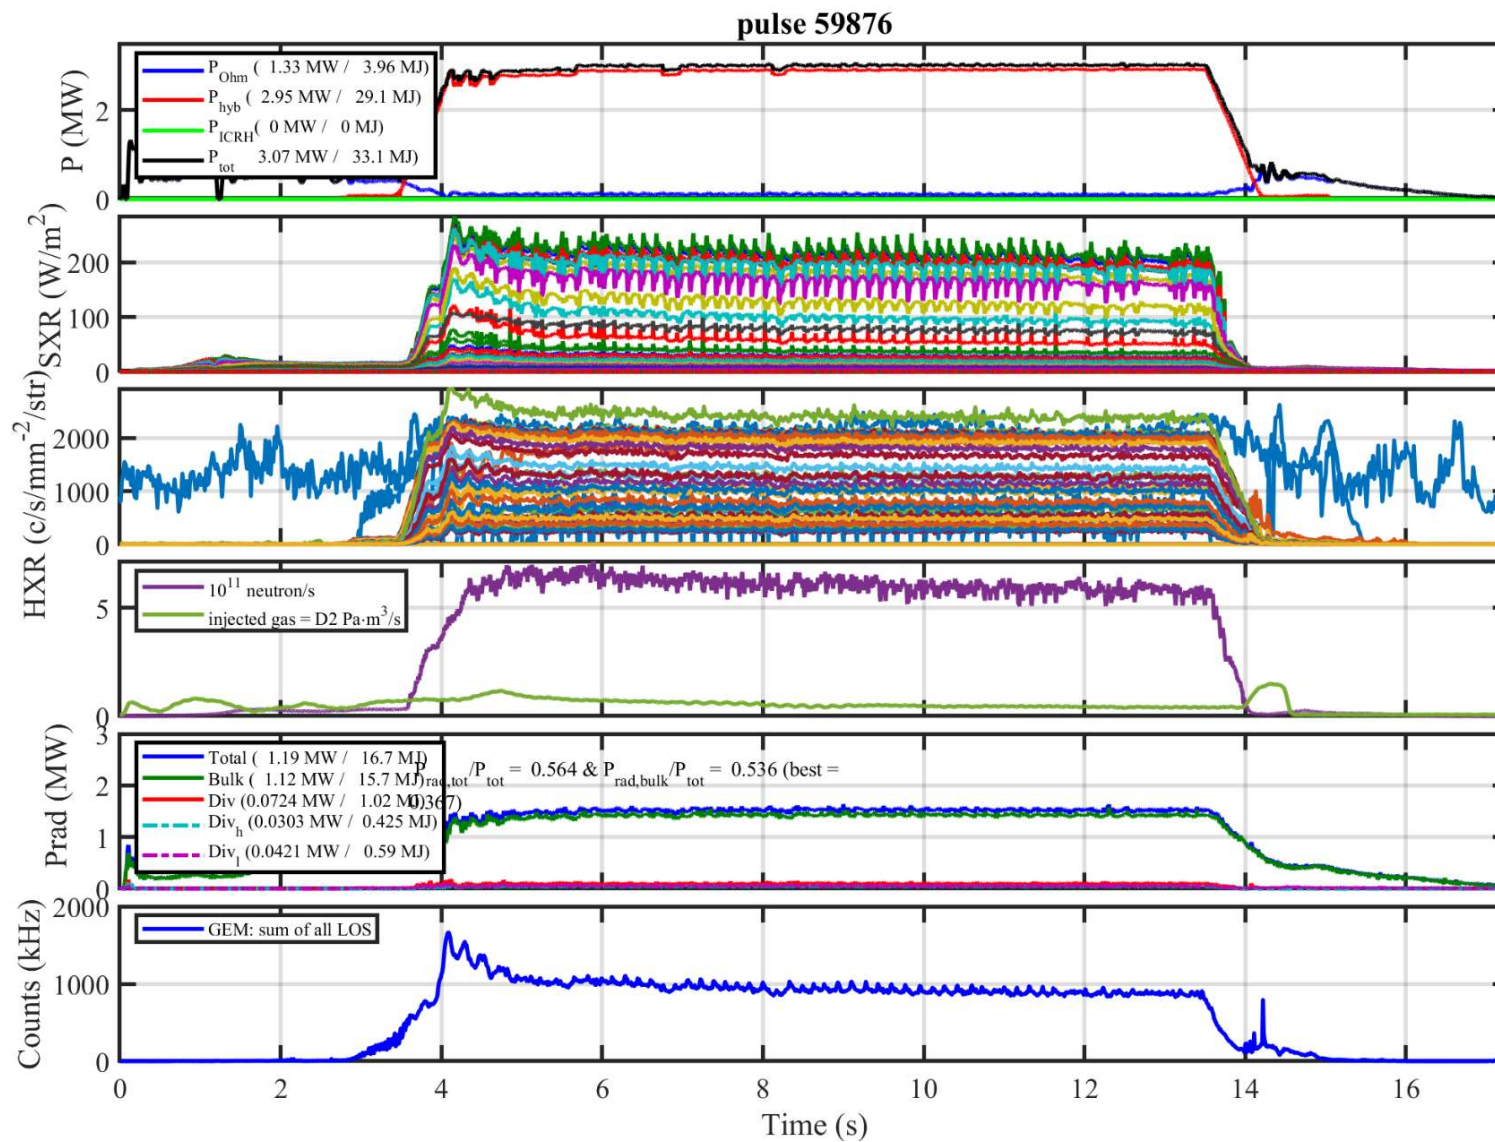 pulse 59876
P (MW)
2
0
P_Ohm ( 1.33 MW / 3.96 MJ)
P_hyb ( 2.95 MW / 29.1 MJ)
P_ICRH( 0 MW / 0 MJ)
P_tot 3.07 MW / 33.1 MJ)
SXR (W/m²)
200
100
0
HXR (c/s/mm⁻²/str)
2000
1000
0
5
0
10¹¹ neutron/s
injected gas = D2 Pa·m³/s
Prad (MW)
3
2
1
0
Total ( 1.19 MW / 16.7 MJ)
Bulk ( 1.12 MW / 15.7 MJ)
Div (0.0724 MW / 1.02 MJ)
Div_h (0.0303 MW / 0.425 MJ)
Div_l (0.0421 MW / 0.59 MJ)
P_rad,tot/P_tot = 0.564 & P_rad,bulk/P_tot = 0.536 (best =
0.367)
Counts (kHz)
2000
1000
0
GEM: sum of all LOS
0 2 4 6 8 10 12 14 16
Time (s)